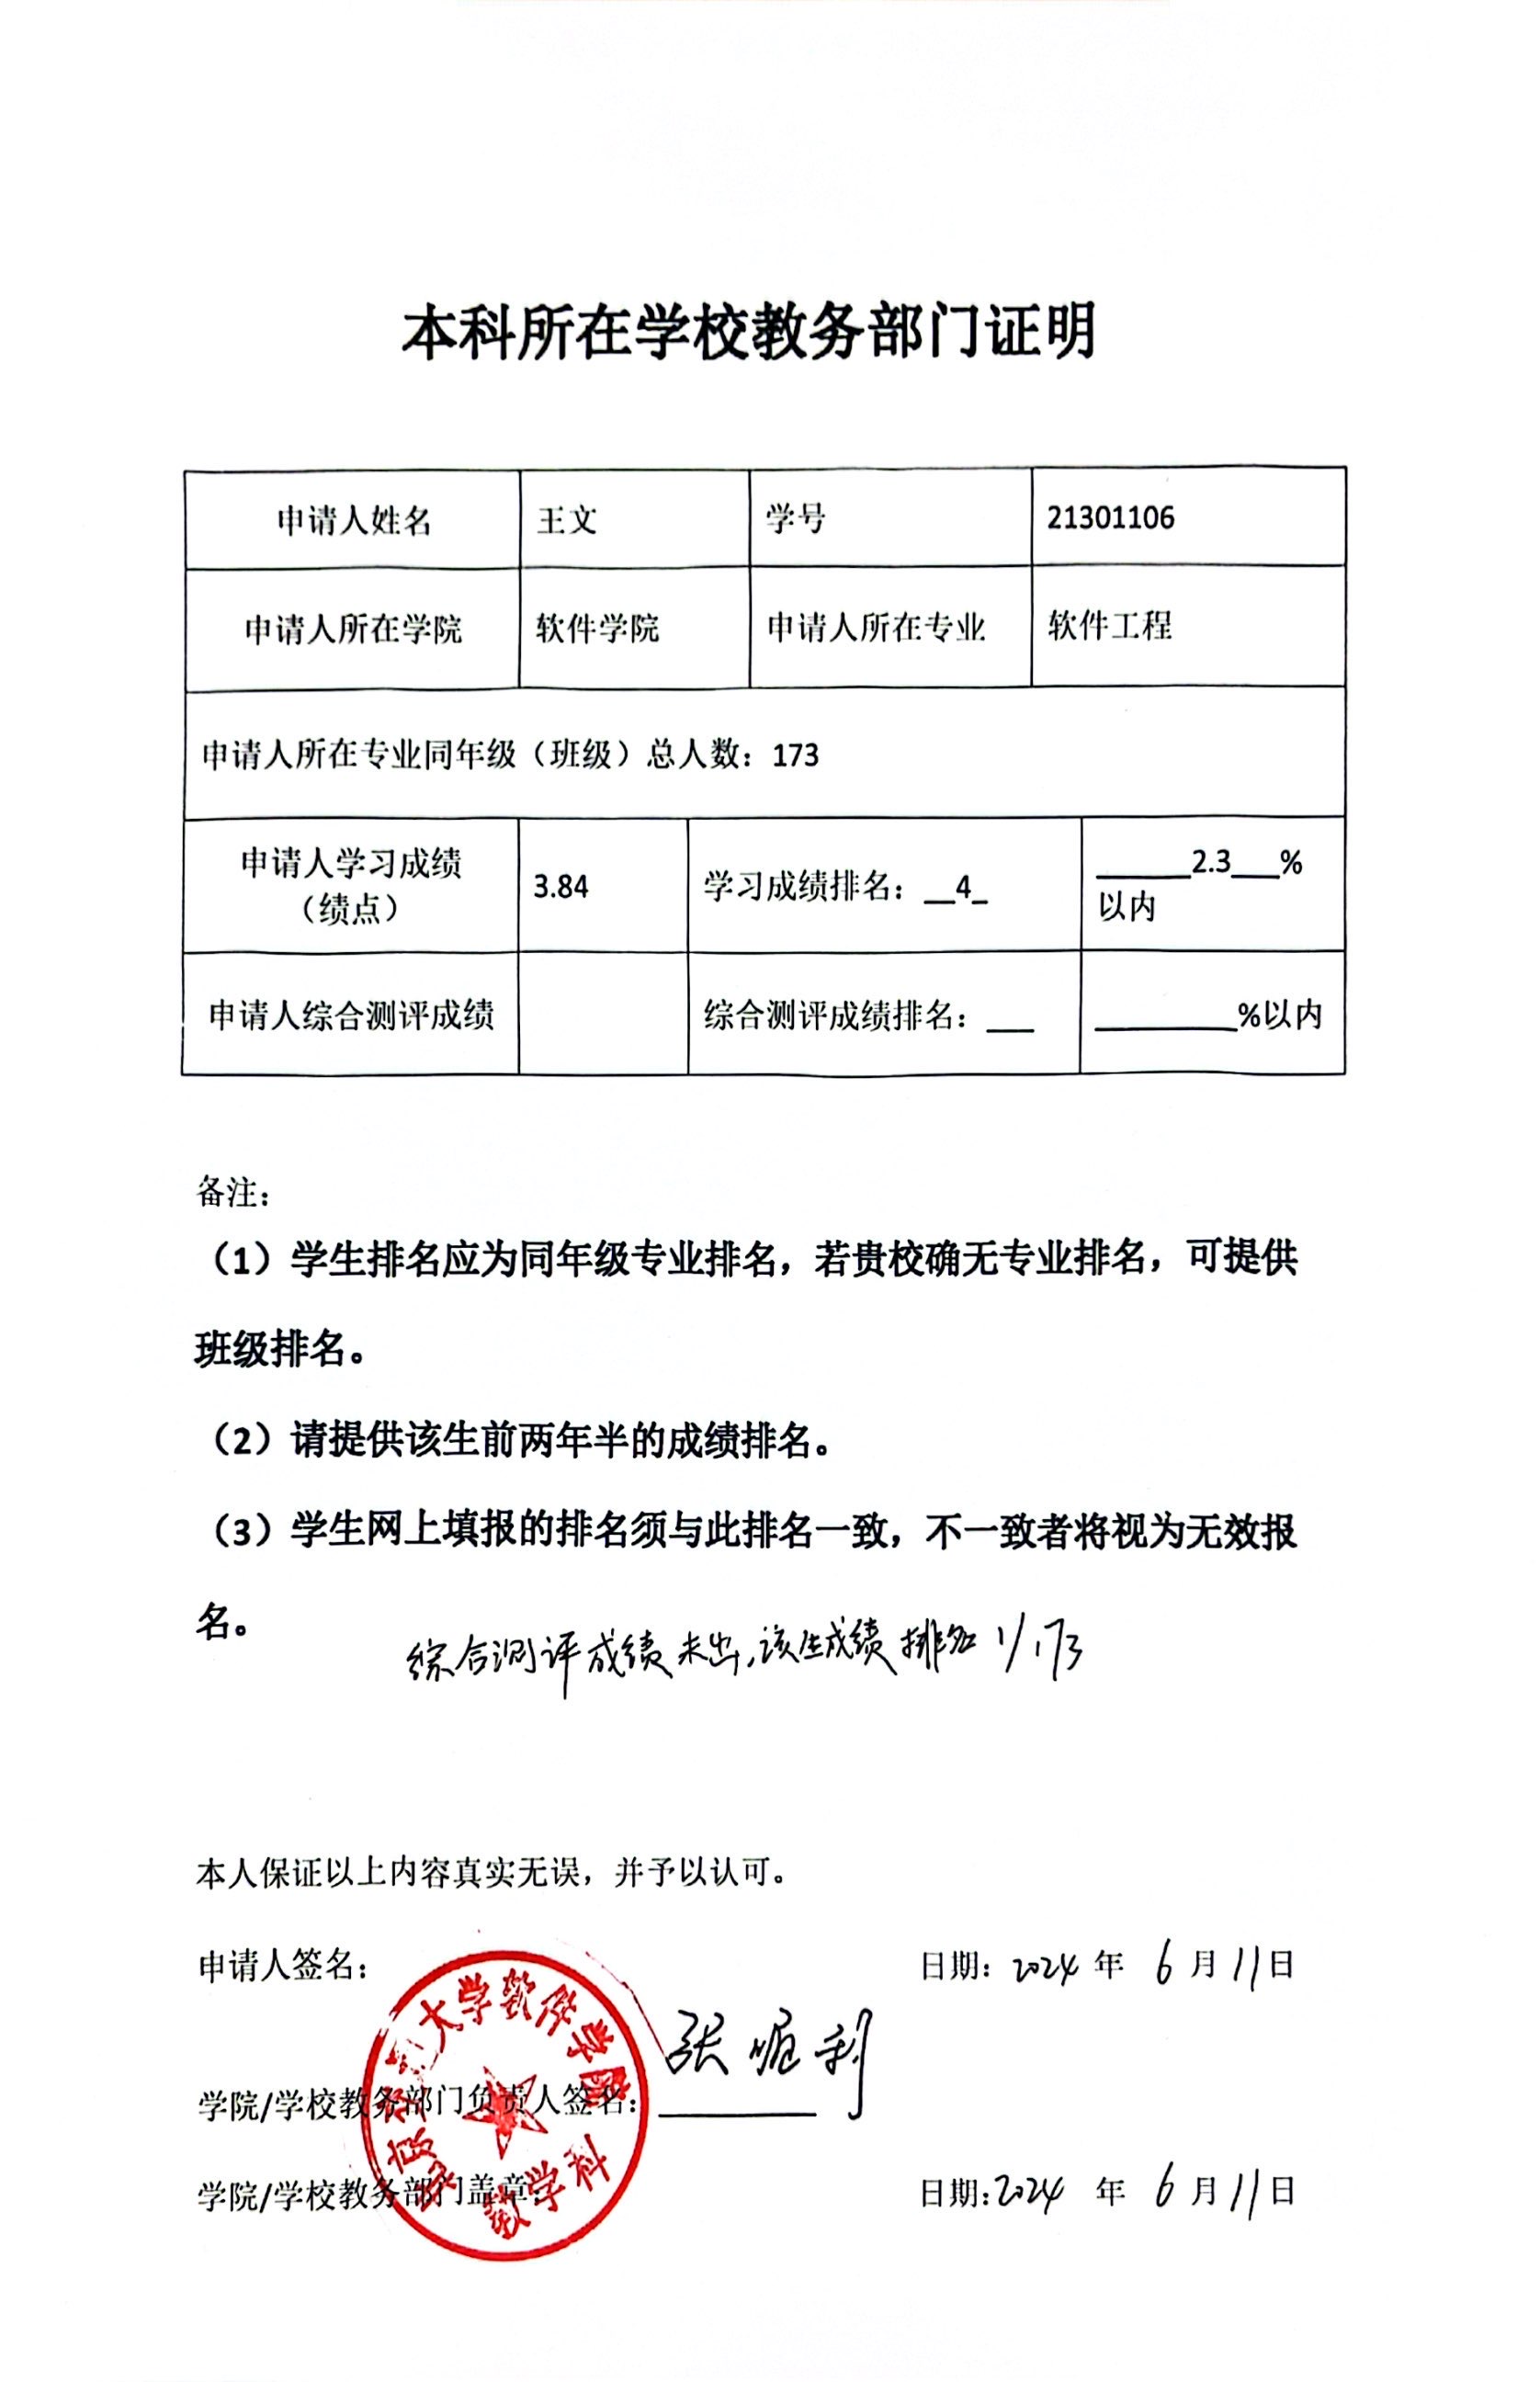 本科所在学校教务部门证明
申请人姓名 王文 学号 21301106
申请人所在学院 软件学院 申请人所在专业 软件工程
申请人所在专业同年级（班级）总人数：173
申请人学习成绩（绩点） 3.84 学习成绩排名：__4_ ______2.3___%以内
申请人综合测评成绩 综合测评成绩排名：___ _________%以内
备注：
（1）学生排名应为同年级专业排名，若贵校确无专业排名，可提供
班级排名。
（2）请提供该生前两年半的成绩排名。
（3）学生网上填报的排名须与此排名一致，不一致者将视为无效报
名。
综合测评成绩未出，该生成绩排名 1/173
本人保证以上内容真实无误，并予以认可。
申请人签名： 日期：2024 年 6 月 11 日
学院/学校教务部门负责人签名： 张 利
学院/学校教务部门盖章： 日期：2024 年 6 月 11 日
大学软件学院
教学科